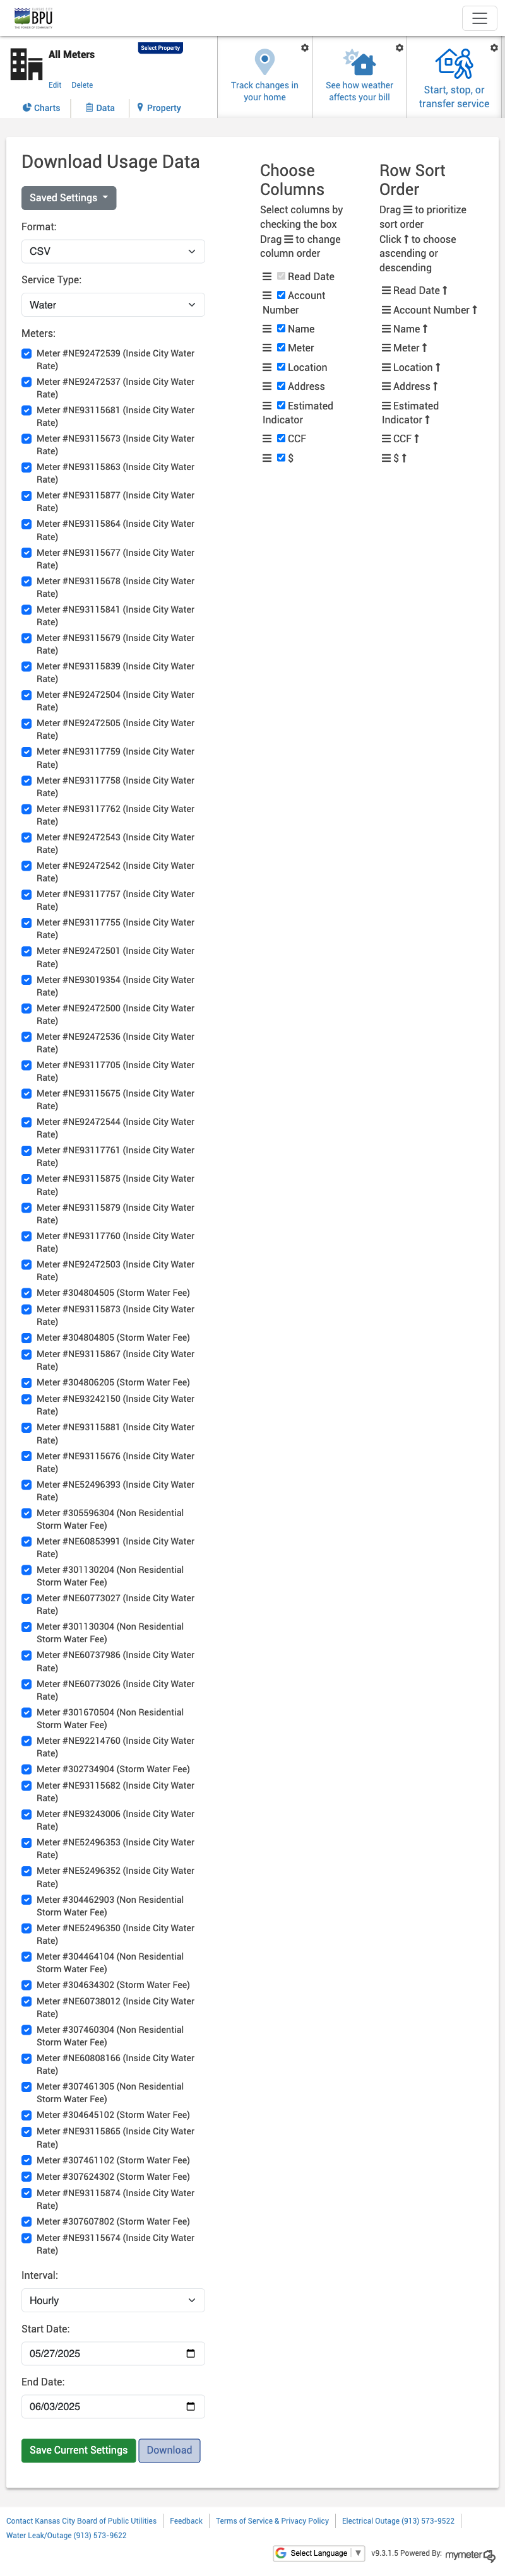 BPU
All Meters
Select Property
Edit
Delete
Charts
Data
Property
Track changes in
your home
See how weather
affects your bill
Start, stop, or
transfer service
Download Usage Data
Saved Settings
Format:
CSV
Service Type:
Water
Meters:
Meter #NE92472539 (Inside City Water
Rate)
Meter #NE92472537 (Inside City Water
Rate)
Meter #NE93115681 (Inside City Water
Rate)
Meter #NE93115673 (Inside City Water
Rate)
Meter #NE93115863 (Inside City Water
Rate)
Meter #NE93115877 (Inside City Water
Rate)
Meter #NE93115864 (Inside City Water
Rate)
Meter #NE93115677 (Inside City Water
Rate)
Meter #NE93115678 (Inside City Water
Rate)
Meter #NE93115841 (Inside City Water
Rate)
Meter #NE93115679 (Inside City Water
Rate)
Meter #NE93115839 (Inside City Water
Rate)
Meter #NE92472504 (Inside City Water
Rate)
Meter #NE92472505 (Inside City Water
Rate)
Meter #NE93117759 (Inside City Water
Rate)
Meter #NE93117758 (Inside City Water
Rate)
Meter #NE93117762 (Inside City Water
Rate)
Meter #NE92472543 (Inside City Water
Rate)
Meter #NE92472542 (Inside City Water
Rate)
Meter #NE93117757 (Inside City Water
Rate)
Meter #NE93117755 (Inside City Water
Rate)
Meter #NE92472501 (Inside City Water
Rate)
Meter #NE93019354 (Inside City Water
Rate)
Meter #NE92472500 (Inside City Water
Rate)
Meter #NE92472536 (Inside City Water
Rate)
Meter #NE93117705 (Inside City Water
Rate)
Meter #NE93115675 (Inside City Water
Rate)
Meter #NE92472544 (Inside City Water
Rate)
Meter #NE93117761 (Inside City Water
Rate)
Meter #NE93115875 (Inside City Water
Rate)
Meter #NE93115879 (Inside City Water
Rate)
Meter #NE93117760 (Inside City Water
Rate)
Meter #NE92472503 (Inside City Water
Rate)
Meter #304804505 (Storm Water Fee)
Meter #NE93115873 (Inside City Water
Rate)
Meter #304804805 (Storm Water Fee)
Meter #NE93115867 (Inside City Water
Rate)
Meter #304806205 (Storm Water Fee)
Meter #NE93242150 (Inside City Water
Rate)
Meter #NE93115881 (Inside City Water
Rate)
Meter #NE93115676 (Inside City Water
Rate)
Meter #NE52496393 (Inside City Water
Rate)
Meter #305596304 (Non Residential
Storm Water Fee)
Meter #NE60853991 (Inside City Water
Rate)
Meter #301130204 (Non Residential
Storm Water Fee)
Meter #NE60773027 (Inside City Water
Rate)
Meter #301130304 (Non Residential
Storm Water Fee)
Meter #NE60737986 (Inside City Water
Rate)
Meter #NE60773026 (Inside City Water
Rate)
Meter #301670504 (Non Residential
Storm Water Fee)
Meter #NE92214760 (Inside City Water
Rate)
Meter #302734904 (Storm Water Fee)
Meter #NE93115682 (Inside City Water
Rate)
Meter #NE93243006 (Inside City Water
Rate)
Meter #NE52496353 (Inside City Water
Rate)
Meter #NE52496352 (Inside City Water
Rate)
Meter #304462903 (Non Residential
Storm Water Fee)
Meter #NE52496350 (Inside City Water
Rate)
Meter #304464104 (Non Residential
Storm Water Fee)
Meter #304634302 (Storm Water Fee)
Meter #NE60738012 (Inside City Water
Rate)
Meter #307460304 (Non Residential
Storm Water Fee)
Meter #NE60808166 (Inside City Water
Rate)
Meter #307461305 (Non Residential
Storm Water Fee)
Meter #304645102 (Storm Water Fee)
Meter #NE93115865 (Inside City Water
Rate)
Meter #307461102 (Storm Water Fee)
Meter #307624302 (Storm Water Fee)
Meter #NE93115874 (Inside City Water
Rate)
Meter #307607802 (Storm Water Fee)
Meter #NE93115674 (Inside City Water
Rate)
Interval:
Hourly
Start Date:
05/27/2025
End Date:
06/03/2025
Save Current Settings
Download
Choose
Columns
Select columns by
checking the box
Drag to change
column order
Read Date
Account
Number
Name
Meter
Location
Address
Estimated
Indicator
CCF
$
Row Sort
Order
Drag to prioritize
sort order
Click to choose
ascending or
descending
Read Date
Account Number
Name
Meter
Location
Address
Estimated
Indicator
CCF
$
Contact Kansas City Board of Public Utilities
Feedback
Terms of Service & Privacy Policy
Electrical Outage (913) 573-9522
Water Leak/Outage (913) 573-9622
Select Language
v9.3.1.5 Powered By:
mymeter